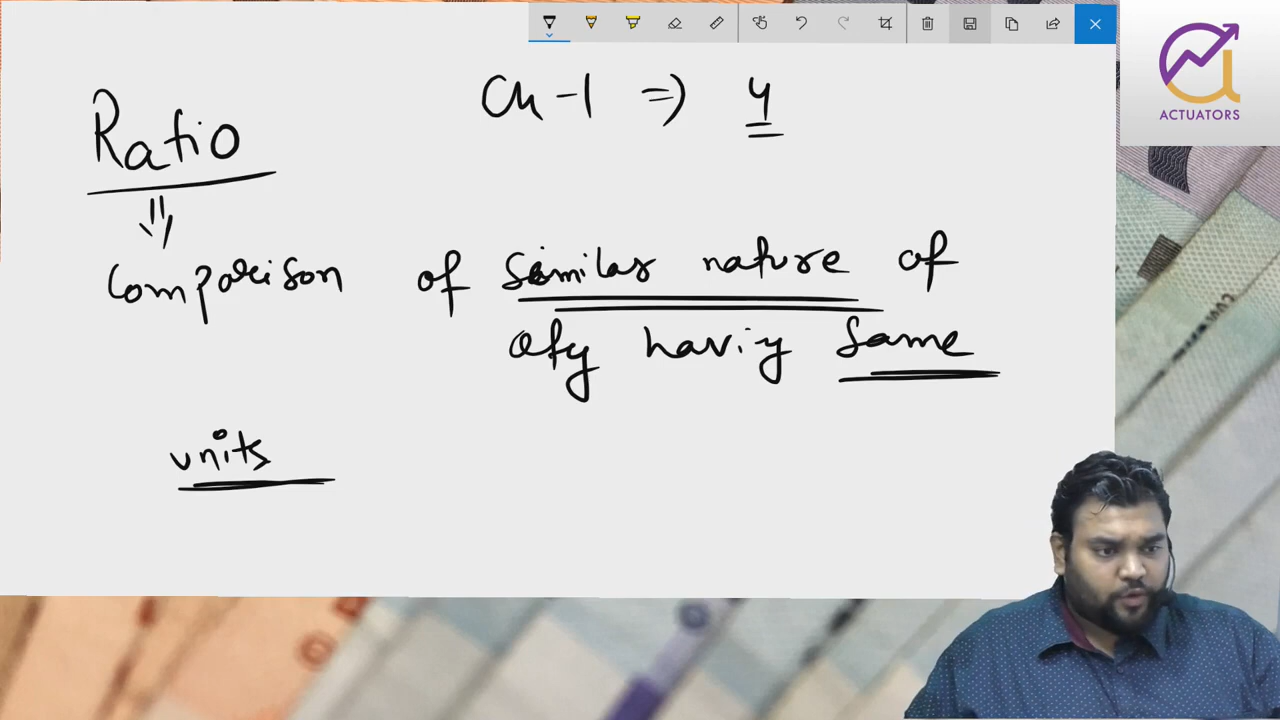 Ch-1 => 4
Ratio
Comparison of similar nature of
qty having same
units
ACTUATORS